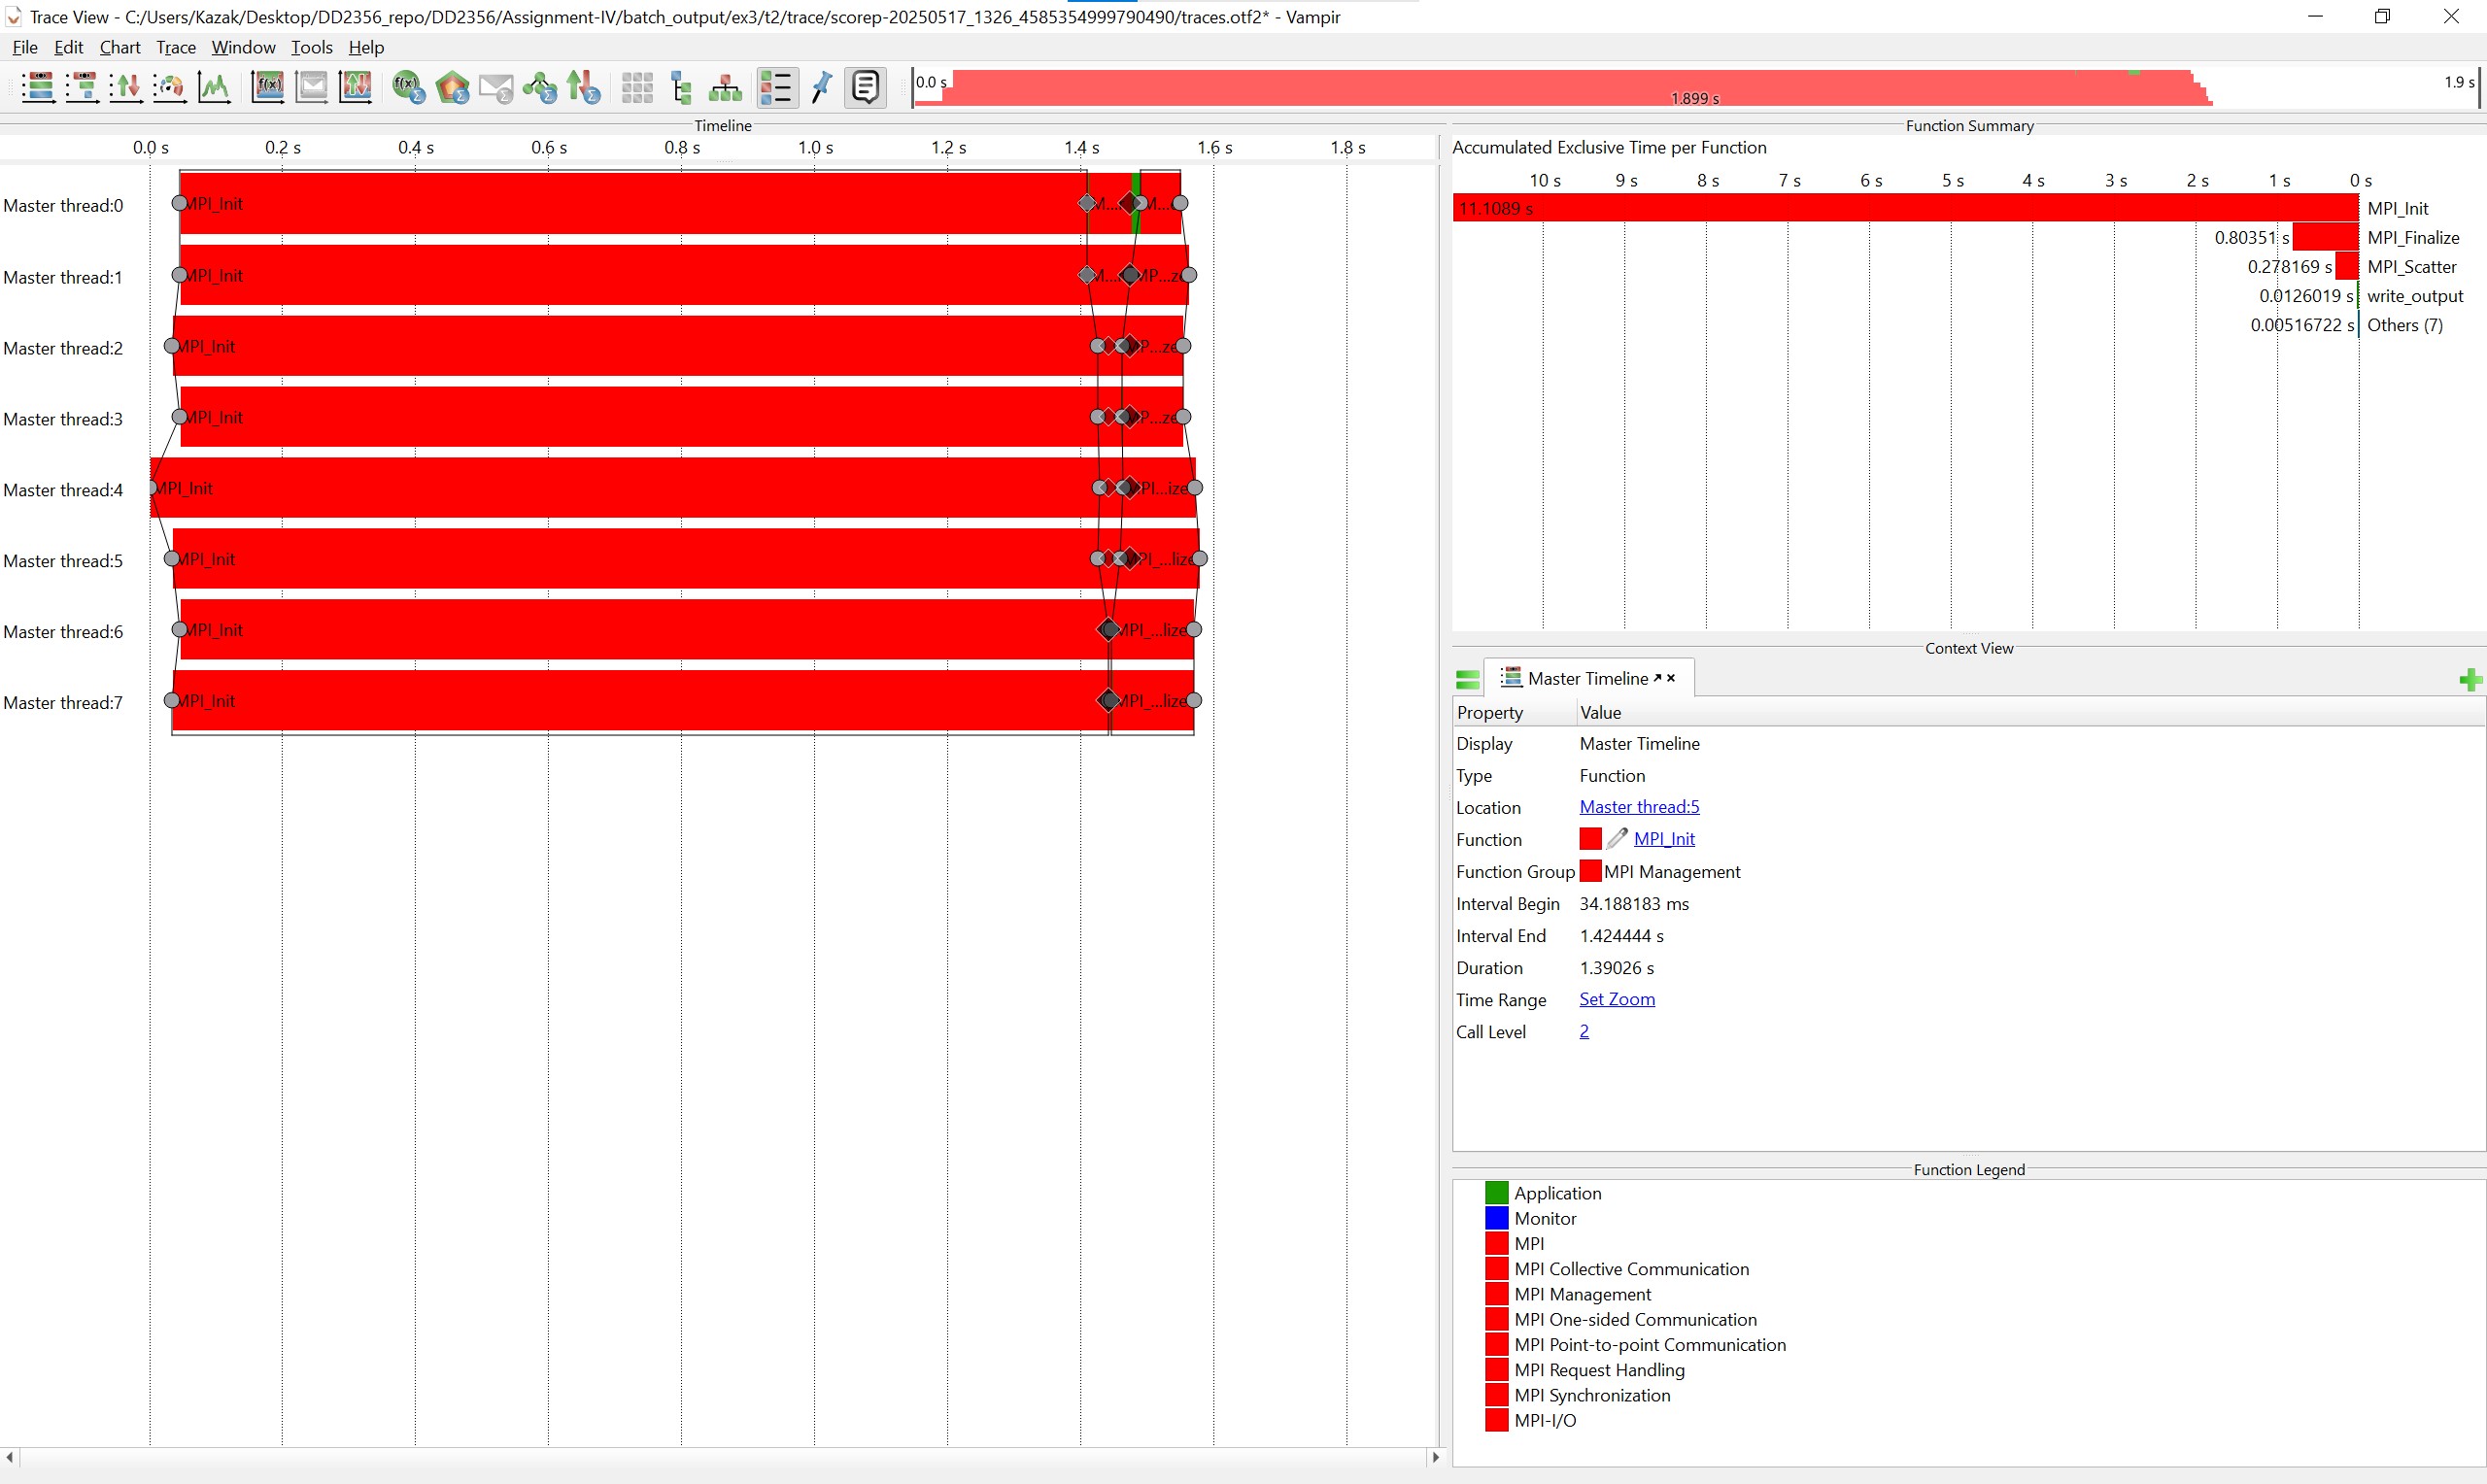 Trace View - C:/Users/Kazak/Desktop/DD2356_repo/DD2356/Assignment-IV/batch_output/ex3/t2/trace/scorep-20250517_1326_4585354999790490/traces.otf2* - Vampir
File Edit Chart Trace Window Tools Help
0.0 s 1.899 s 1.9 s
Timeline
0.0 s 0.2 s 0.4 s 0.6 s 0.8 s 1.0 s 1.2 s 1.4 s 1.6 s 1.8 s
Master thread:0 MPI_Init M... M...
Master thread:1 MPI_Init M... MP...ze
Master thread:2 MPI_Init P...ze
Master thread:3 MPI_Init P...ze
Master thread:4 MPI_Init PI...ize
Master thread:5 MPI_Init PI_...lize
Master thread:6 MPI_Init MPI_...lize
Master thread:7 MPI_Init MPI_...lize
Function Summary
Accumulated Exclusive Time per Function
10 s 9 s 8 s 7 s 6 s 5 s 4 s 3 s 2 s 1 s 0 s
11.1089 s MPI_Init
0.80351 s MPI_Finalize
0.278169 s MPI_Scatter
0.0126019 s write_output
0.00516722 s Others (7)
Context View
Master Timeline
Property Value
Display Master Timeline
Type Function
Location Master thread:5
Function MPI_Init
Function Group MPI Management
Interval Begin 34.188183 ms
Interval End 1.424444 s
Duration 1.39026 s
Time Range Set Zoom
Call Level 2
Function Legend
Application
Monitor
MPI
MPI Collective Communication
MPI Management
MPI One-sided Communication
MPI Point-to-point Communication
MPI Request Handling
MPI Synchronization
MPI-I/O